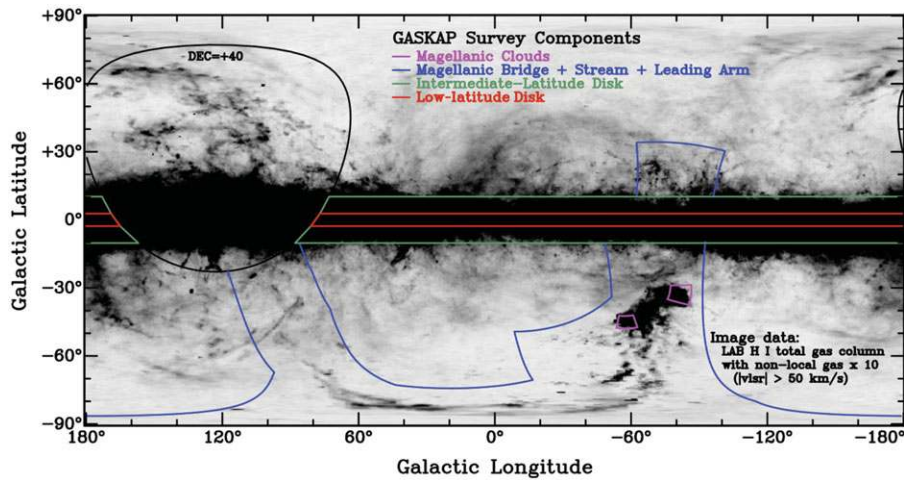 +90°
+60°
+30°
0°
−30°
−60°
−90°
Galactic Latitude
DEC=+40
GASKAP Survey Components
Magellanic Clouds
Magellanic Bridge + Stream + Leading Arm
Intermediate-Latitude Disk
Low-latitude Disk
Image data:
LAB H I total gas column
with non-local gas x 10
(|vlsr| > 50 km/s)
180° 120° 60° 0° −60° −120° −180°
Galactic Longitude